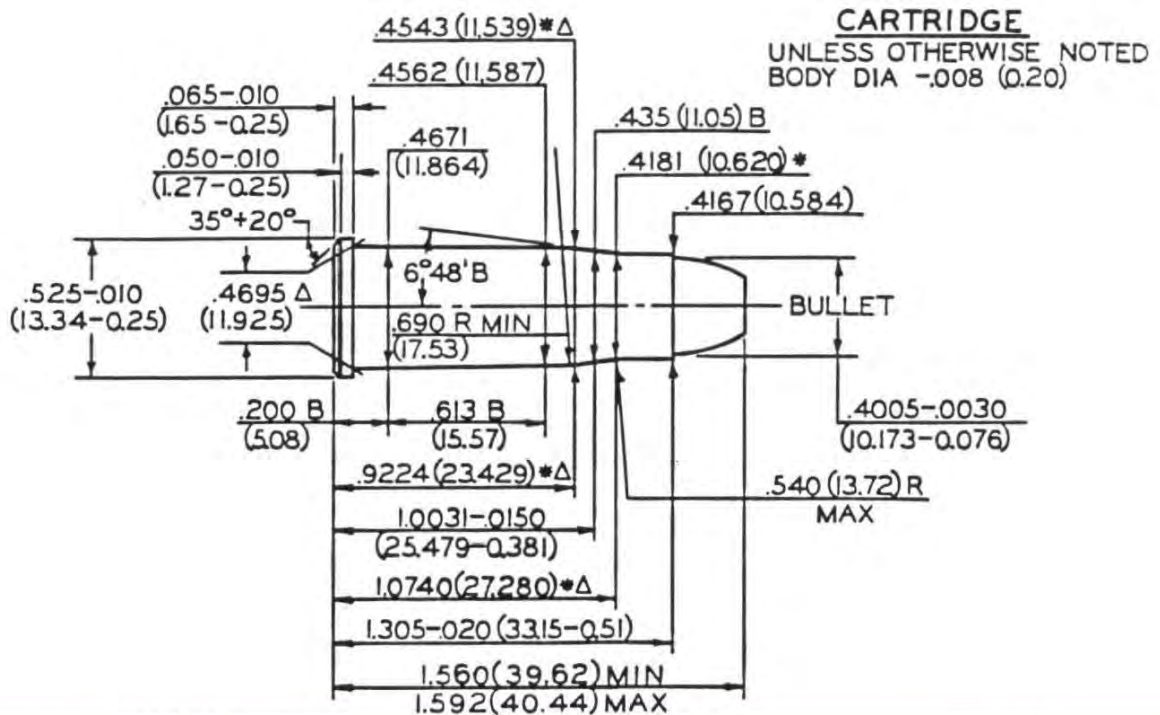 CARTRIDGE
UNLESS OTHERWISE NOTED
BODY DIA -.008 (0.20)
.4543 (11,539)*Δ
.4562 (11,587)
.065-.010
(1.65-0.25)
.435 (11.05) B
.4671
(11.864)
.4181 (10.620)*
.050-.010
(1.27-0.25)
.4167(10.584)
35°+20°
6°48'B
.525-.010
(13.34-0.25)
.4695 Δ
(11.925)
BULLET
.690 R MIN
(17.53)
.200 B
(5.08)
.613 B
(15.57)
.4005-.0030
(10.173-0.076)
.9224(23.429)*Δ
.540 (13.72) R
MAX
1.0031-.0150
(25.479-0.381)
1.0740(27,280)*Δ
1.305-.020 (33.15-0.51)
1.560(39.62) MIN
1.592(40.44) MAX